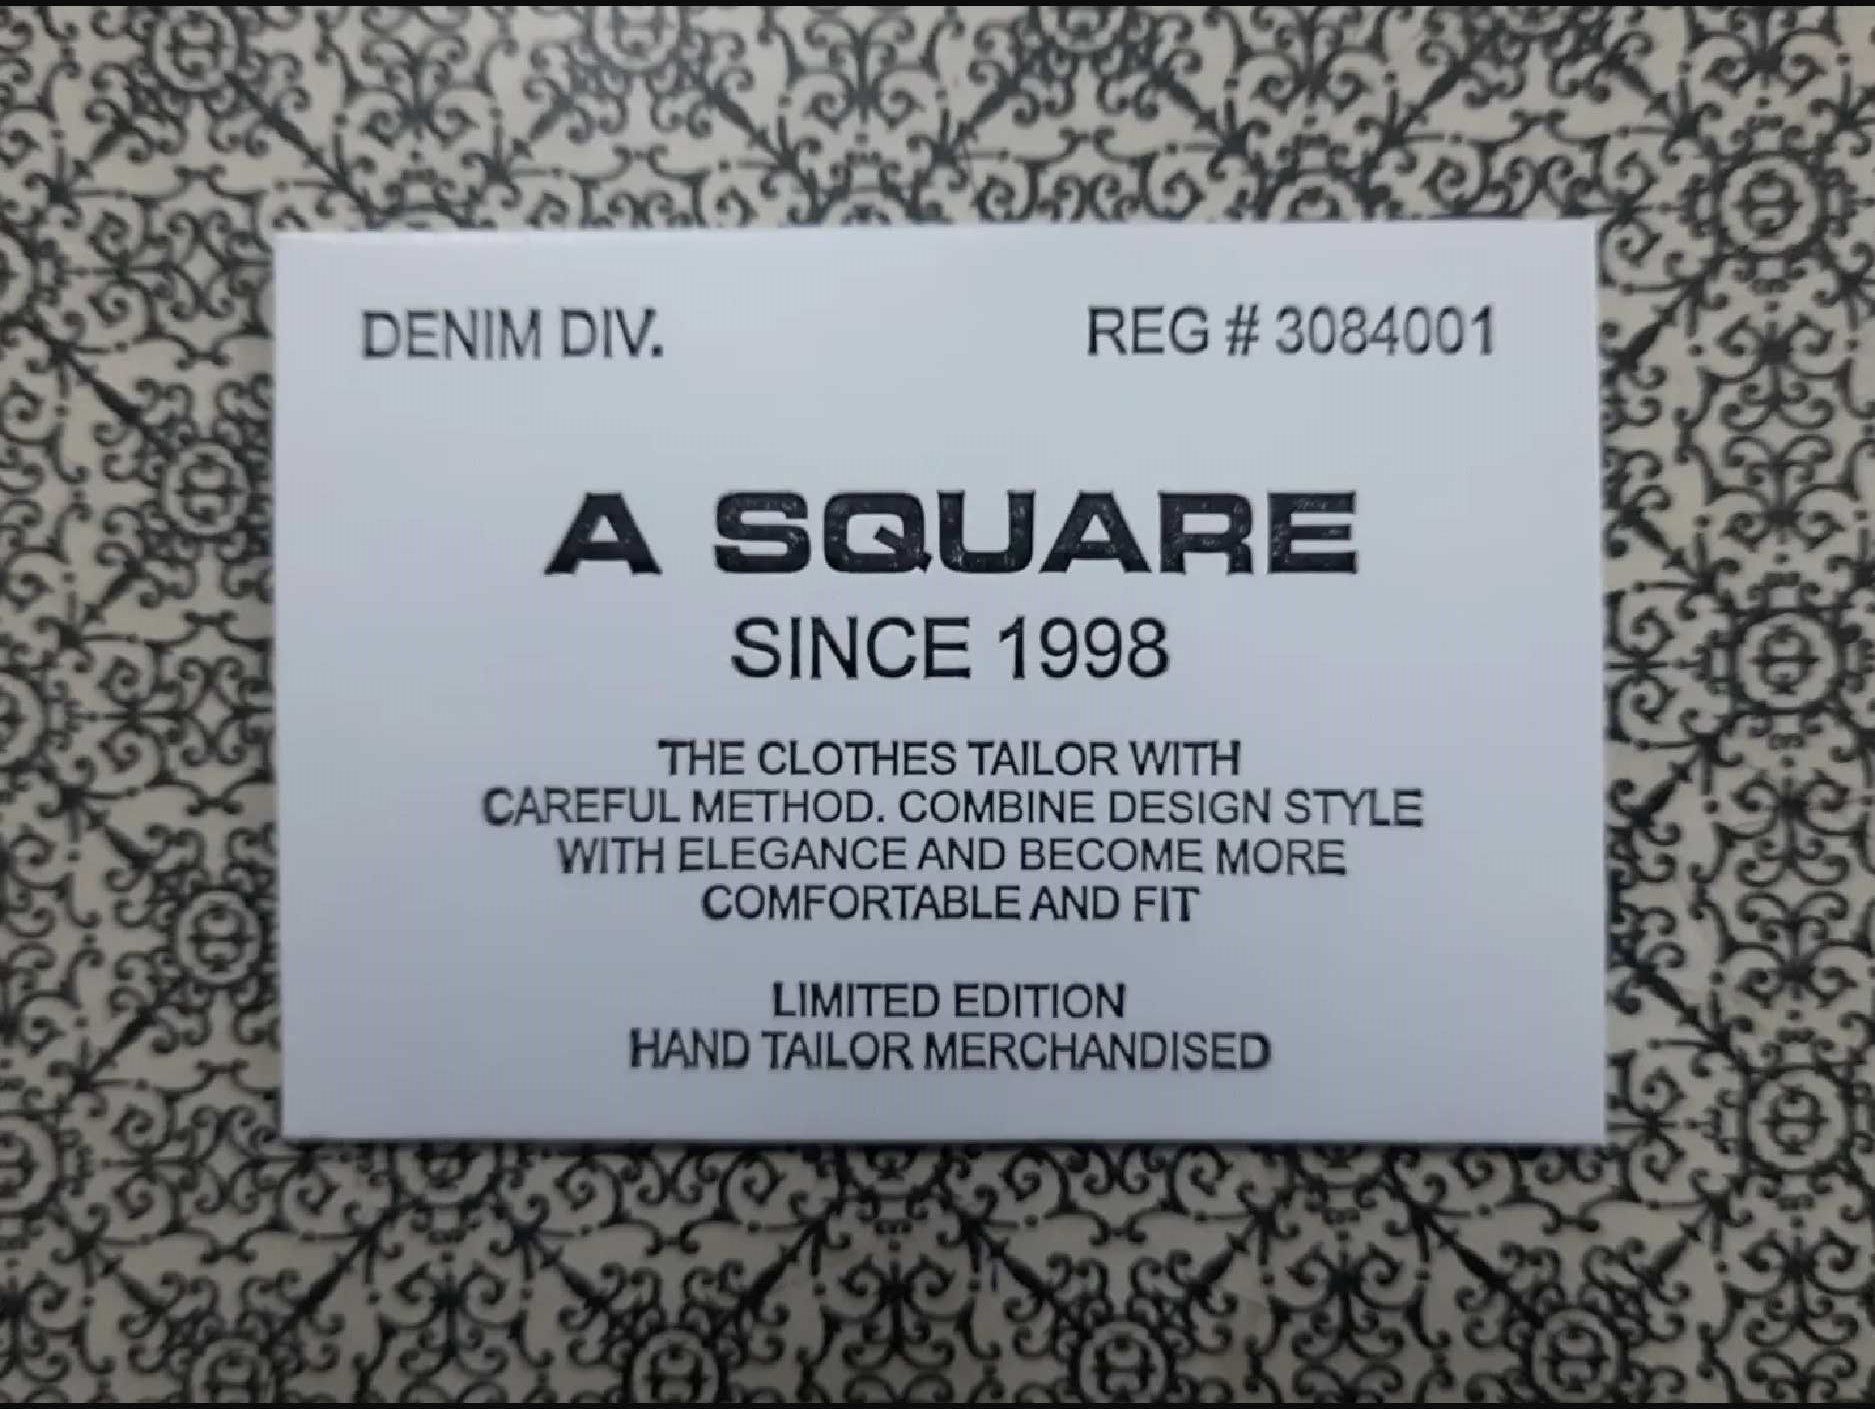 DENIM DIV. REG # 3084001
A SQUARE
SINCE 1998
THE CLOTHES TAILOR WITH
CAREFUL METHOD. COMBINE DESIGN STYLE
WITH ELEGANCE AND BECOME MORE
COMFORTABLE AND FIT
LIMITED EDITION
HAND TAILOR MERCHANDISED